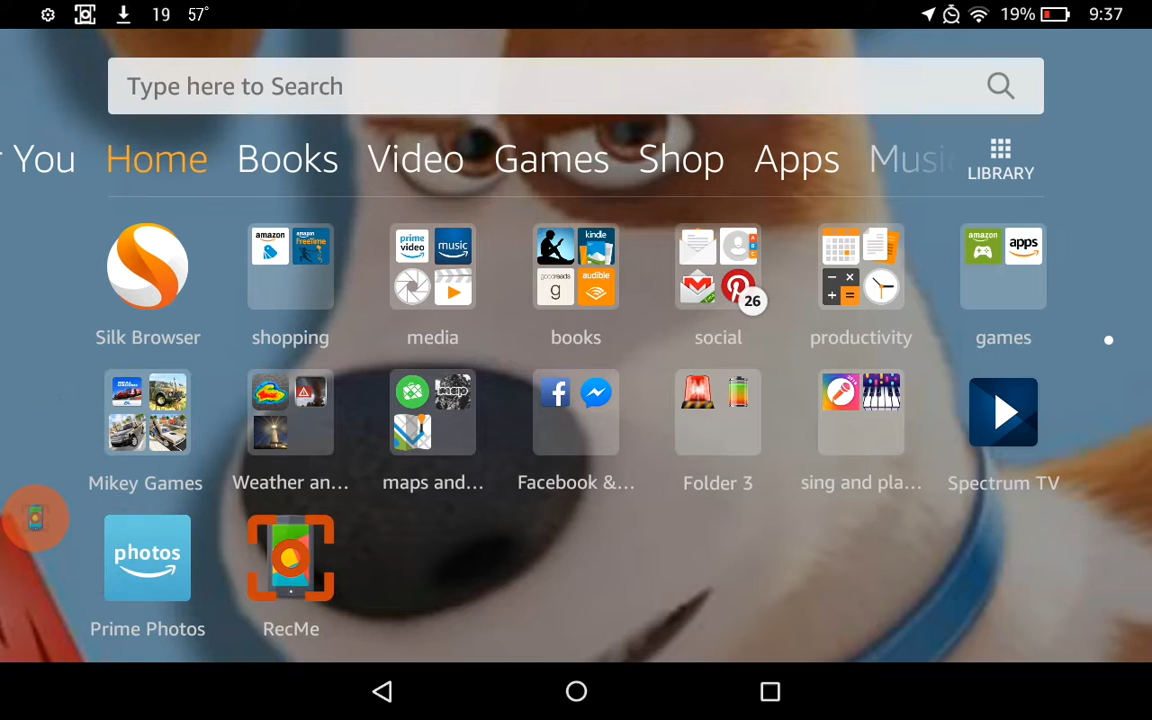 19 57° 19% 9:37
Type here to Search
r You Home Books Video Games Shop Apps Musi LIBRARY
amazon amazon FreeTime prime video music kindle goodreads g audible amazon apps
26
Silk Browser shopping media books social productivity games
map
Mikey Games Weather an... maps and... Facebook &... Folder 3 sing and pla... Spectrum TV
photos
Prime Photos RecMe